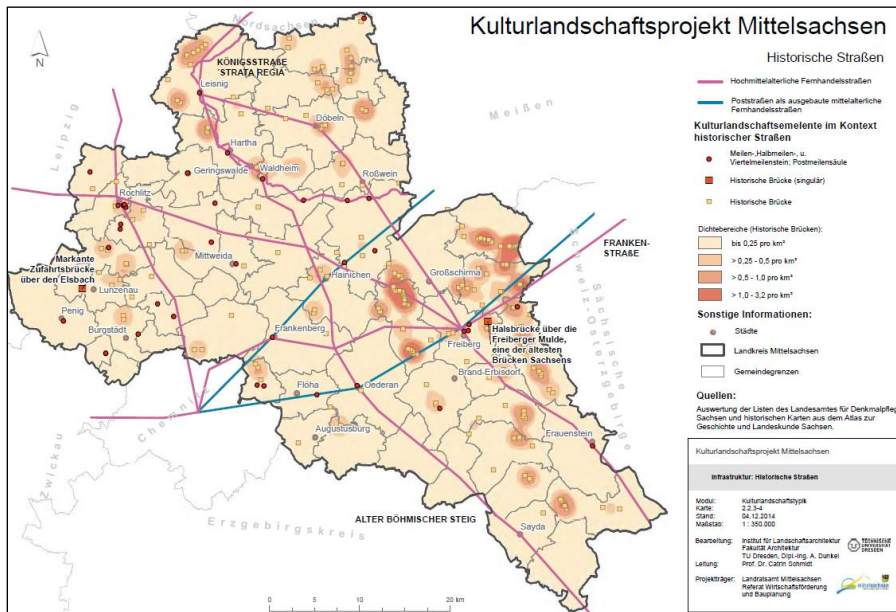 Kulturlandschaftsprojekt Mittelsachsen
Historische Straßen
Hochmittelalterliche Fernhandelsstraßen
Poststraßen als ausgebaute mittelalterliche
Fernhandelsstraßen
Kulturlandschaftsemelente im Kontext
historischer Straßen
Meilen-,Halbmeilen-, u.
Viertelmeilenstein; Postmeilensäule
Historische Brücke (singulär)
Historische Brücke
Dichtebereiche (Historische Brücken):
bis 0,25 pro km²
> 0,25 - 0,5 pro km²
> 0,5 - 1,0 pro km²
> 1,0 - 3,2 pro km²
Sonstige Informationen:
Städte
Landkreis Mittelsachsen
Gemeindegrenzen
Quellen:
Auswertung der Listen des Landesamtes für Denkmalpfleg
Sachsen und historischen Karten aus dem Atlas zur
Geschichte und Landeskunde Sachsen.
Kulturlandschaftsprojekt Mittelsachsen
Infrastruktur: Historische Straßen
Modul: Kulturlandschaftstypik
Karte: 2.2.3-4
Stand: 04.12.2014
Maßstab: 1 : 350.000
Bearbeitung: Institut für Landschaftsarchitektur
Fakultät Architektur
TU Dresden, Dipl.-Ing. A. Dunkel
Leitung: Prof. Dr. Catrin Schmidt
TECHNISCHE
UNIVERSITÄT
DRESDEN
Projektträger: Landratsamt Mittelsachsen
Referat Wirtschaftsförderung
und Bauplanung
N
Nordsachsen
KÖNIGSSTRAßE
'STRATA REGIA'
Leisnig
Meißen
Leipzig
Döbeln
Hartha
Geringswalde
Waldheim
Roßwein
Rochlitz
FRANKEN-
STRAßE
Markante
Zufahrtsbrücke
über den Elsbach
Mittweida
Hainichen
Großschirma
Sächsische
Schweiz-Osterzgebirge
Lunzenau
Penig
Burgstädt
Frankenberg
Freiberg
Halsbrücke über die
Freiberger Mulde,
eine der ältesten
Brücken Sachsens
Brand-Erbisdorf
Flöha
Oederan
Chemnitz
Augustusburg
Frauenstein
Zwickau
Erzgebirgskreis
ALTER BÖHMISCHER STEIG
Sayda
0 5 10 20 km